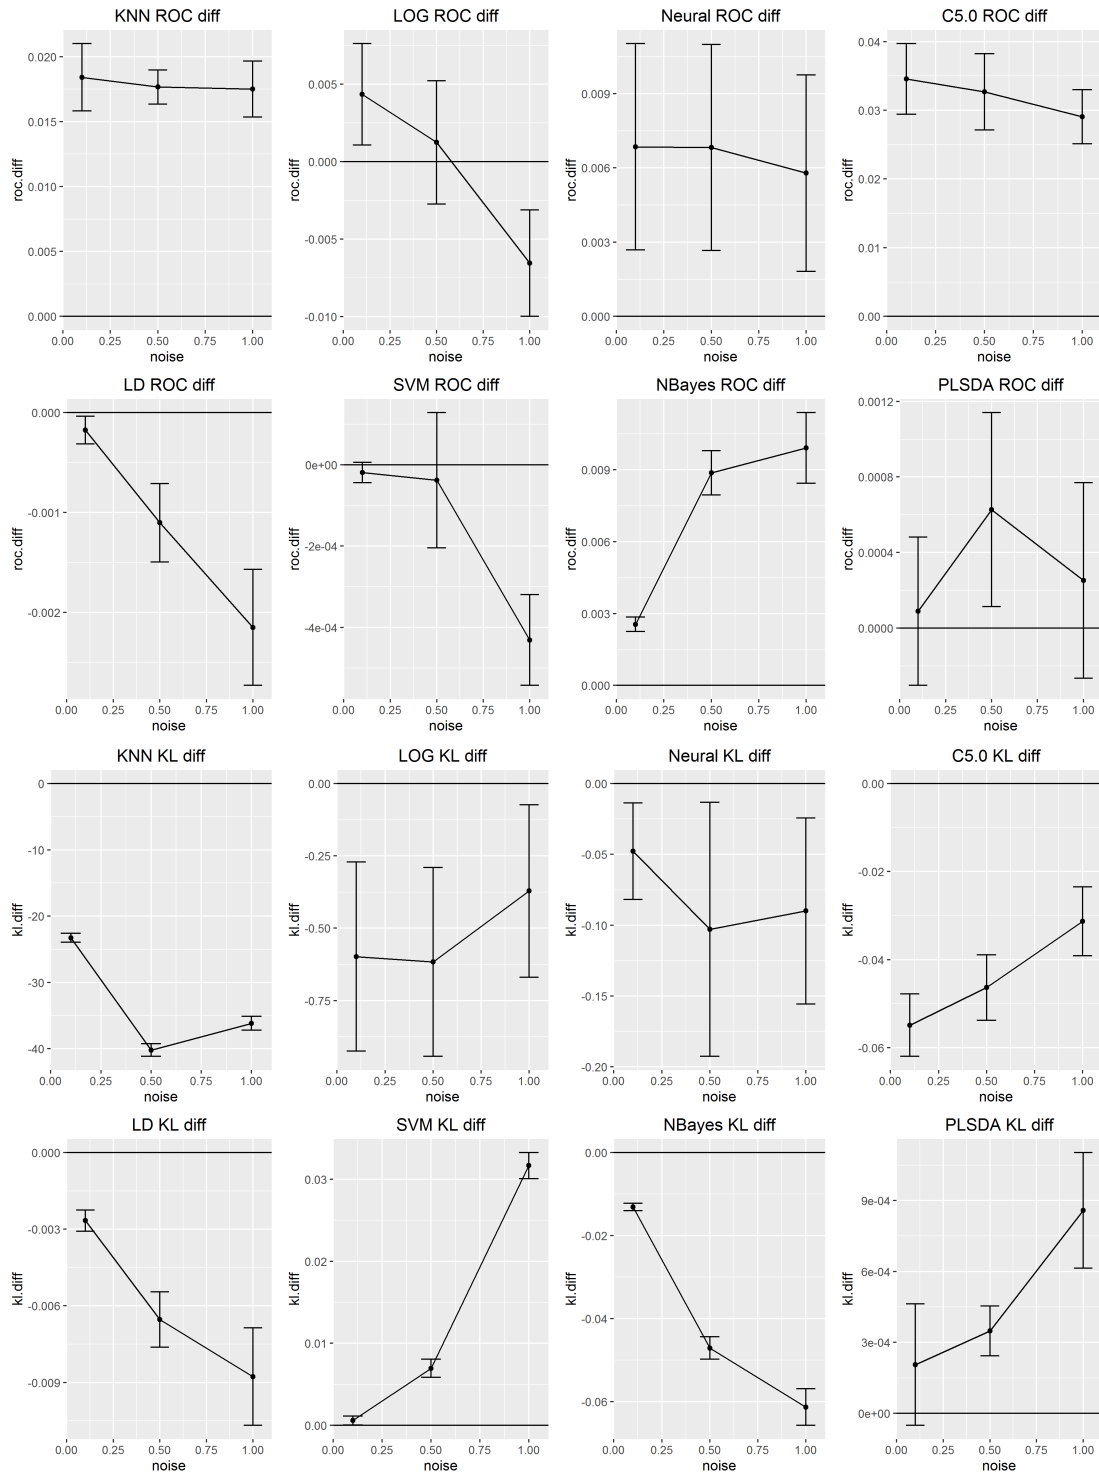 KNN ROC diff
roc.diff
0.020
0.015
0.010
0.005
0.000
0.00 0.25 0.50 0.75 1.00
noise
LOG ROC diff
roc.diff
0.005
0.000
-0.005
-0.010
0.00 0.25 0.50 0.75 1.00
noise
Neural ROC diff
roc.diff
0.009
0.006
0.003
0.000
0.00 0.25 0.50 0.75 1.00
noise
C5.0 ROC diff
roc.diff
0.04
0.03
0.02
0.01
0.00
0.00 0.25 0.50 0.75 1.00
noise
LD ROC diff
roc.diff
0.000
-0.001
-0.002
0.00 0.25 0.50 0.75 1.00
noise
SVM ROC diff
roc.diff
0e+00
-2e-04
-4e-04
0.00 0.25 0.50 0.75 1.00
noise
NBayes ROC diff
roc.diff
0.009
0.006
0.003
0.000
0.00 0.25 0.50 0.75 1.00
noise
PLSDA ROC diff
roc.diff
0.0012
0.0008
0.0004
0.0000
0.00 0.25 0.50 0.75 1.00
noise
KNN KL diff
kl.diff
0
-10
-20
-30
-40
0.00 0.25 0.50 0.75 1.00
noise
LOG KL diff
kl.diff
0.00
-0.25
-0.50
-0.75
0.00 0.25 0.50 0.75 1.00
noise
Neural KL diff
kl.diff
0.00
-0.05
-0.10
-0.15
-0.20
0.00 0.25 0.50 0.75 1.00
noise
C5.0 KL diff
kl.diff
0.00
-0.02
-0.04
-0.06
0.00 0.25 0.50 0.75 1.00
noise
LD KL diff
kl.diff
0.000
-0.003
-0.006
-0.009
0.00 0.25 0.50 0.75 1.00
noise
SVM KL diff
kl.diff
0.03
0.02
0.01
0.00
0.00 0.25 0.50 0.75 1.00
noise
NBayes KL diff
kl.diff
0.00
-0.02
-0.04
-0.06
0.00 0.25 0.50 0.75 1.00
noise
PLSDA KL diff
kl.diff
9e-04
6e-04
3e-04
0e+00
0.00 0.25 0.50 0.75 1.00
noise